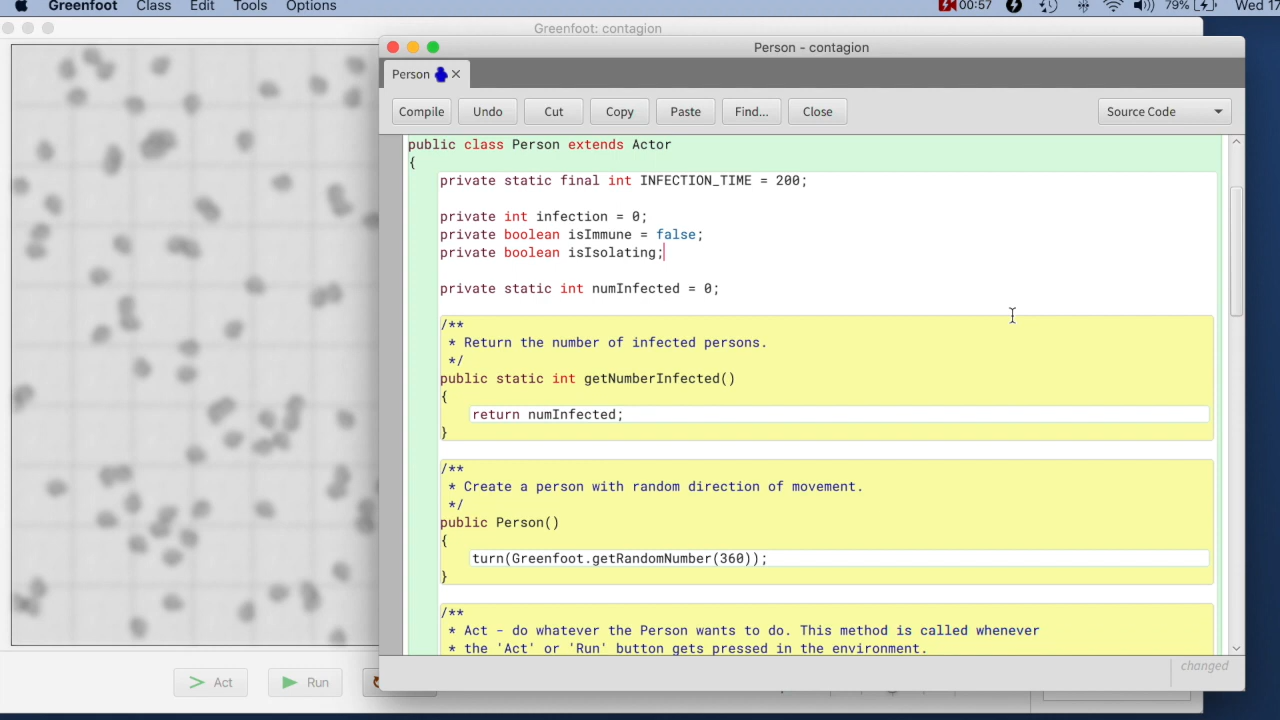 Greenfoot Class Edit Tools Options 00:57 79% Wed 17
Greenfoot: contagion
Person - contagion
Person
Compile Undo Cut Copy Paste Find... Close Source Code
public class Person extends Actor
{
private static final int INFECTION_TIME = 200;
private int infection = 0;
private boolean isImmune = false;
private boolean isIsolating;
private static int numInfected = 0;
/**
* Return the number of infected persons.
*/
public static int getNumberInfected()
{
return numInfected;
}
/**
* Create a person with random direction of movement.
*/
public Person()
{
turn(Greenfoot.getRandomNumber(360));
}
/**
* Act - do whatever the Person wants to do. This method is called whenever
* the 'Act' or 'Run' button gets pressed in the environment.
changed
Act Run